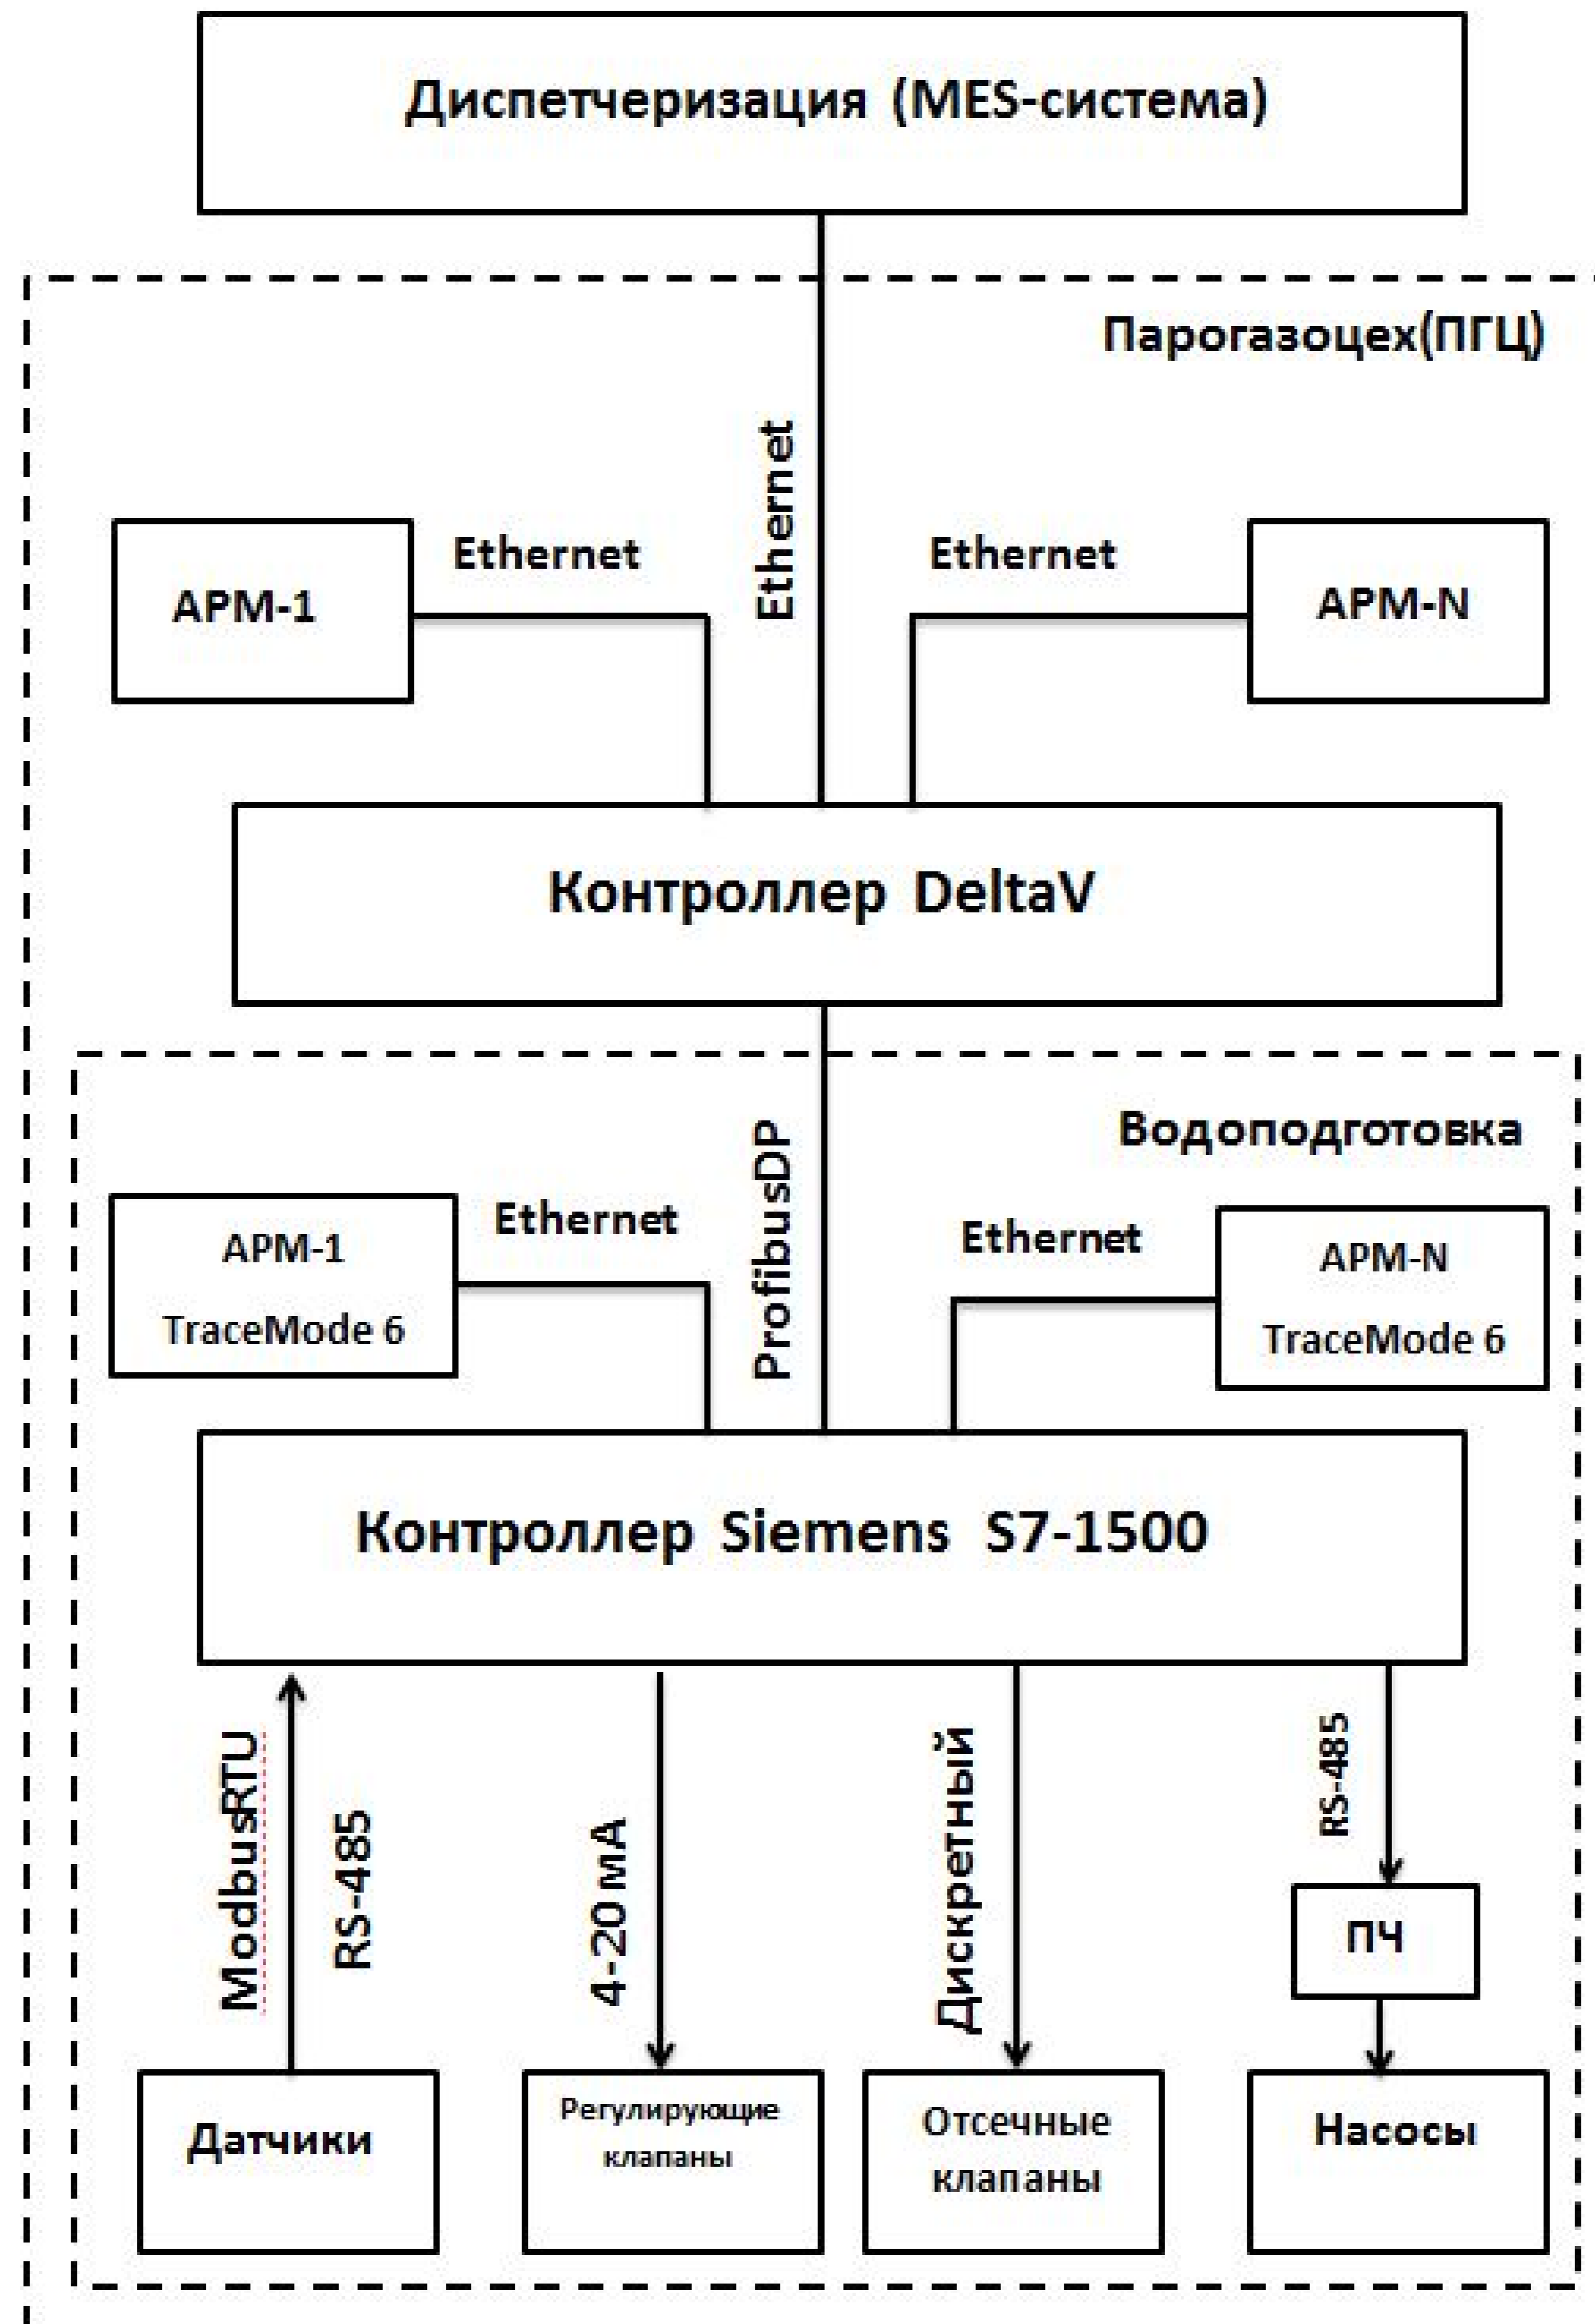 Диспетчеризация (MES-система)
Парогазоцех(ПГЦ)
Ethernet
Ethernet
Ethernet
АРМ-1
АРМ-N
Контроллер DeltaV
Водоподготовка
ProfibusDP
Ethernet
Ethernet
АРМ-1
TraceMode 6
АРМ-N
TraceMode 6
Контроллер Siemens S7-1500
ModbusRTU
RS-485
4-20 мА
Дискретный
RS-485
ПЧ
Датчики
Регулирующие
клапаны
Отсечные
клапаны
Насосы